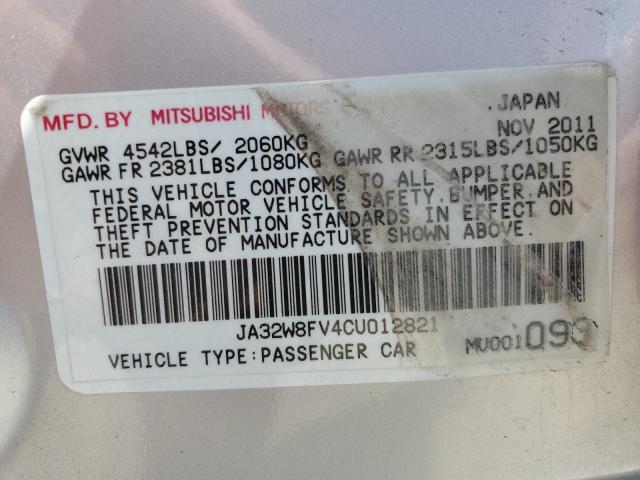 MFD. BY MITSUBISHI MOTORS JAPAN
NOV 2011
GVWR 4542LBS/ 2060KG
GAWR FR 2381LBS/1080KG GAWR RR 2315LBS/1050KG
THIS VEHICLE CONFORMS TO ALL APPLICABLE
FEDERAL MOTOR VEHICLE SAFETY, BUMPER, AND
THEFT PREVENTION STANDARDS IN EFFECT ON
THE DATE OF MANUFACTURE SHOWN ABOVE.
JA32W8FV4CU012821
VEHICLE TYPE:PASSENGER CAR MU001093